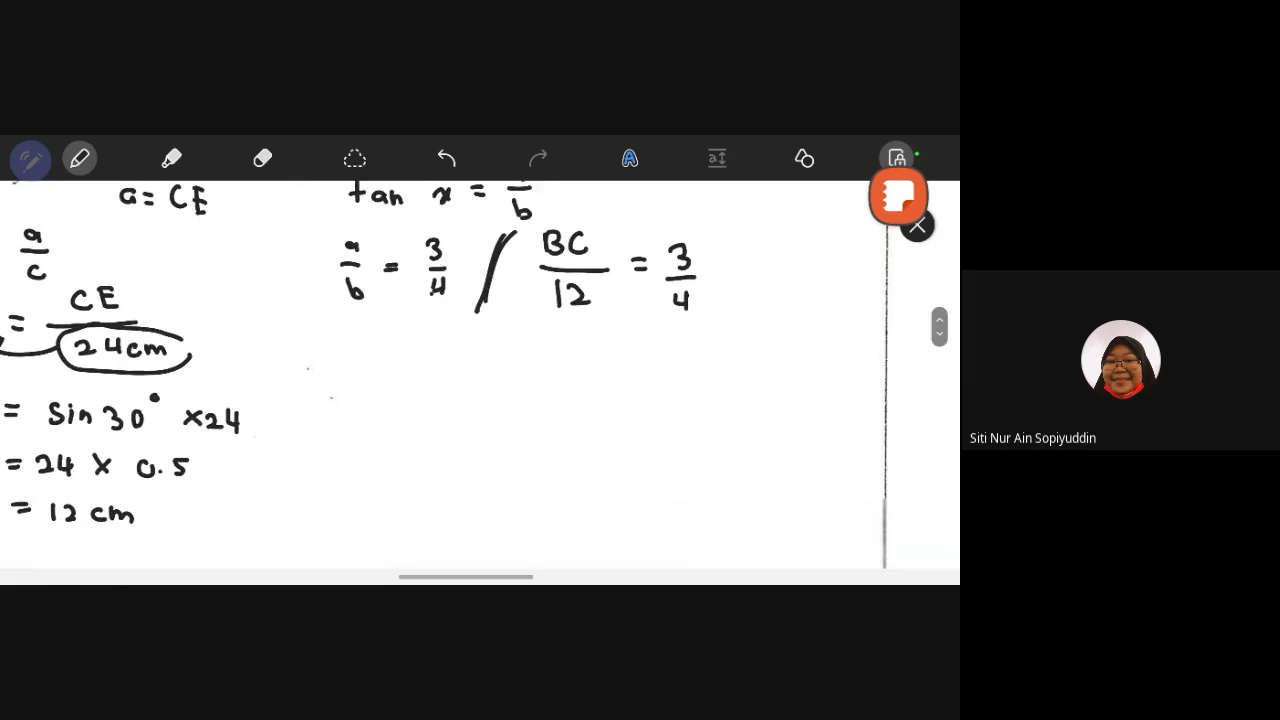 a = CE
a/c
= CE/24cm
= Sin 30° ×24
= 24 × 0.5
= 12 cm
tan x = /b
a/b = 3/4 / BC/12 = 3/4
Siti Nur Ain Sopiyuddin